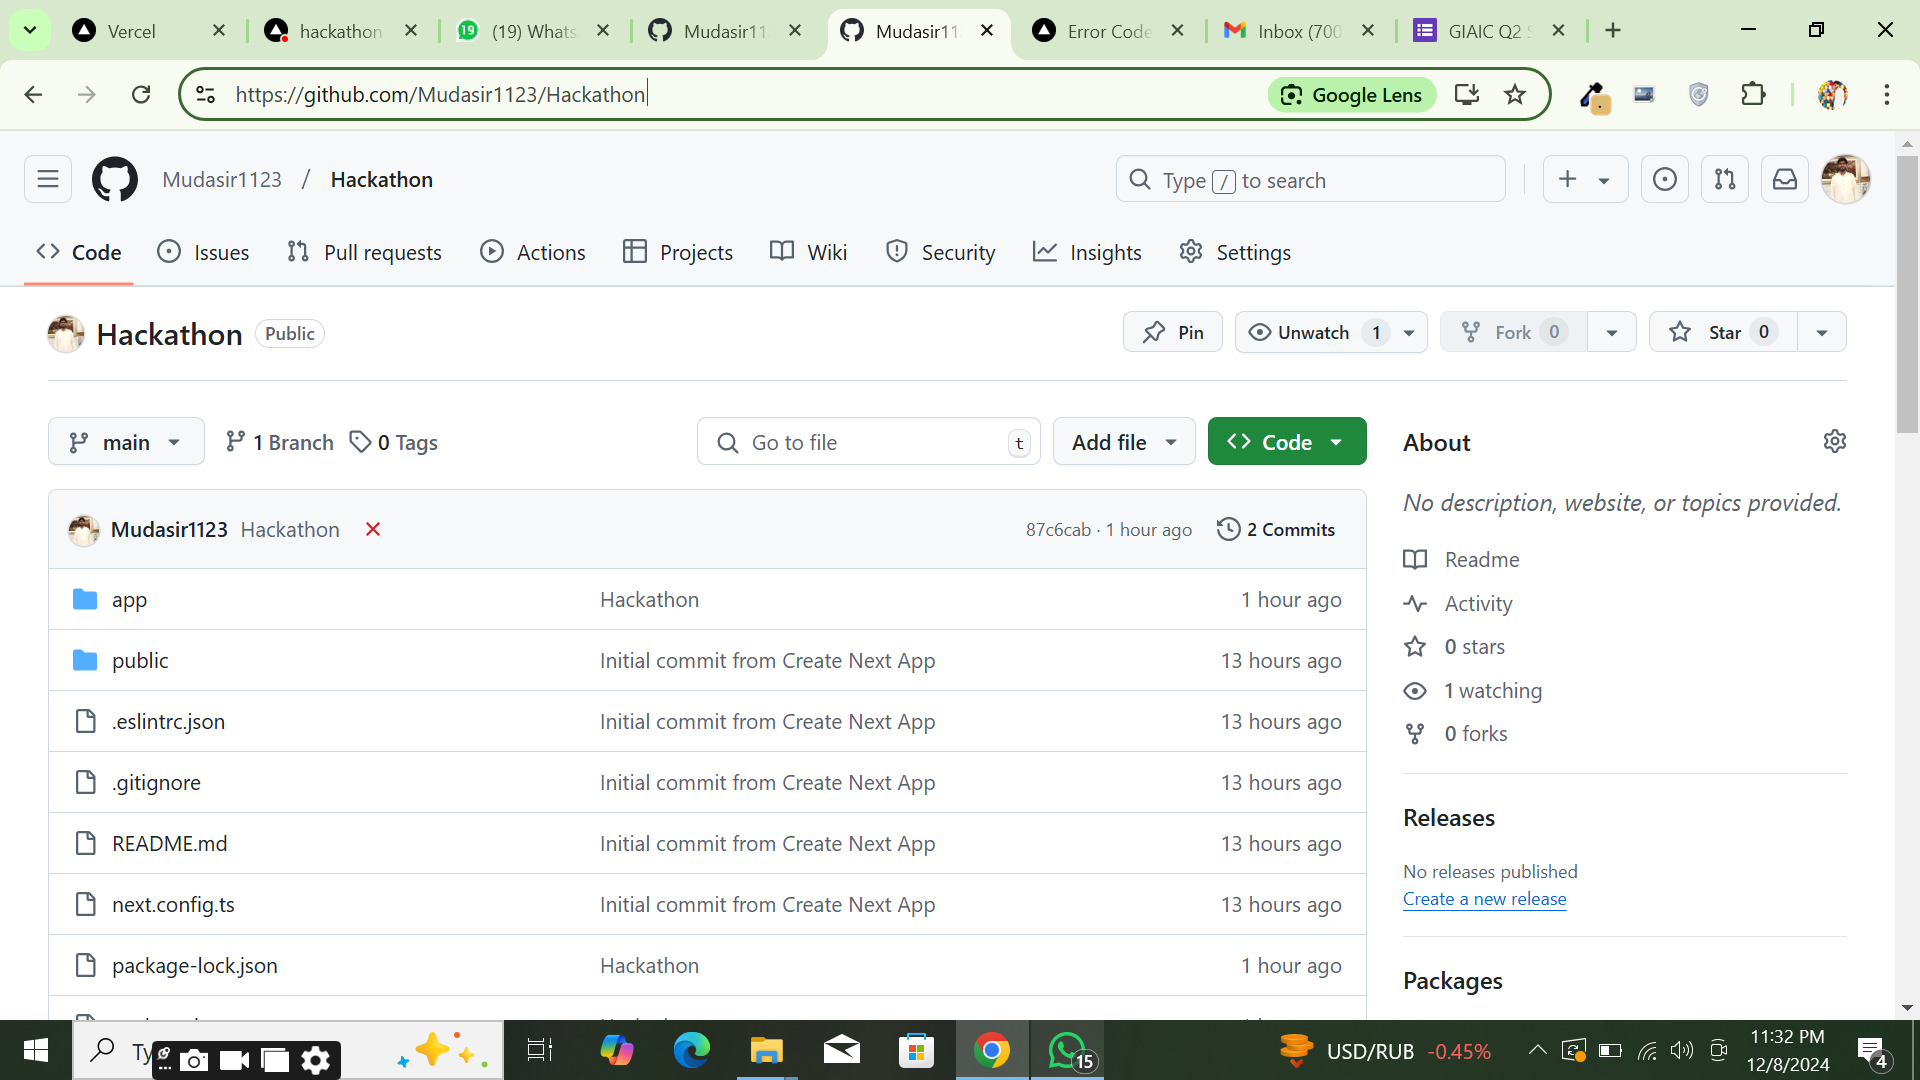 Vercel
hackathon
19
(19) Whats
Mudasir11
Mudasir11
Error Code
Inbox (700
GIAIC Q2 S
https://github.com/Mudasir1123/Hackathon
Google Lens
Mudasir1123 / Hackathon
Type / to search
Code
Issues
Pull requests
Actions
Projects
Wiki
Security
Insights
Settings
Hackathon
Public
Pin
Unwatch 1
Fork 0
Star 0
main
1 Branch
0 Tags
Go to file
t
Add file
Code
Mudasir1123 Hackathon
87c6cab · 1 hour ago
2 Commits
app Hackathon 1 hour ago
public Initial commit from Create Next App 13 hours ago
.eslintrc.json Initial commit from Create Next App 13 hours ago
.gitignore Initial commit from Create Next App 13 hours ago
README.md Initial commit from Create Next App 13 hours ago
next.config.ts Initial commit from Create Next App 13 hours ago
package-lock.json Hackathon 1 hour ago
About
No description, website, or topics provided.
Readme
Activity
0 stars
1 watching
0 forks
Releases
No releases published
Create a new release
Packages
Ty
15
USD/RUB -0.45%
11:32 PM
12/8/2024
4